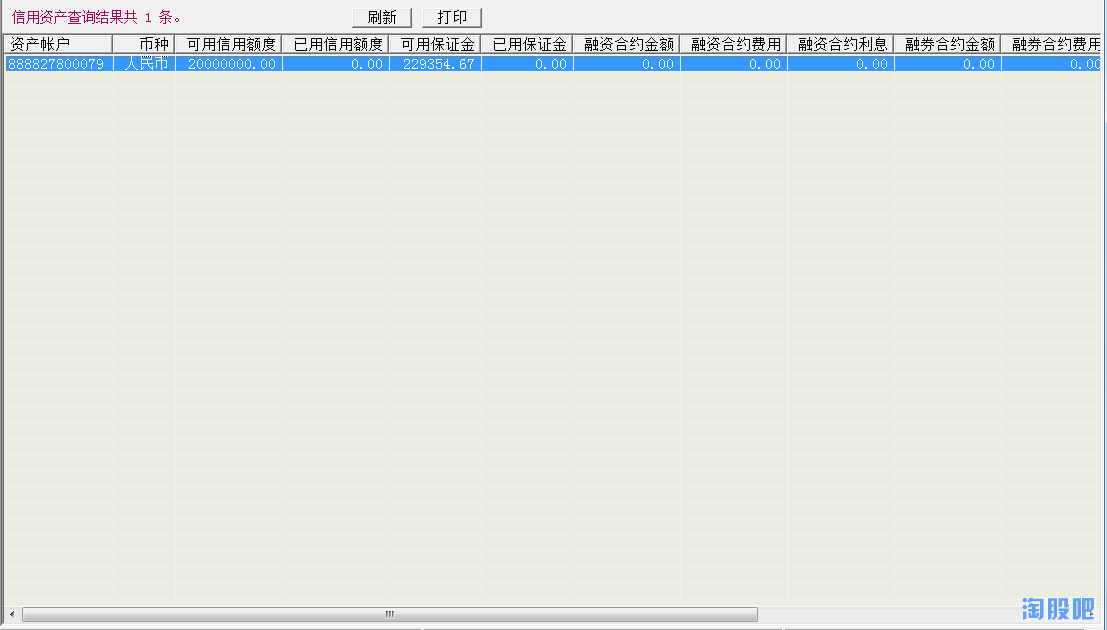 信用资产查询结果共 1 条。 刷新 打印
资产帐户 币种 可用信用额度 已用信用额度 可用保证金 已用保证金 融资合约金额 融资合约费用 融资合约利息 融券合约金额 融券合约费用
888827800079 人民币 20000000.00 0.00 229354.67 0.00 0.00 0.00 0.00 0.00 0.00
淘股吧